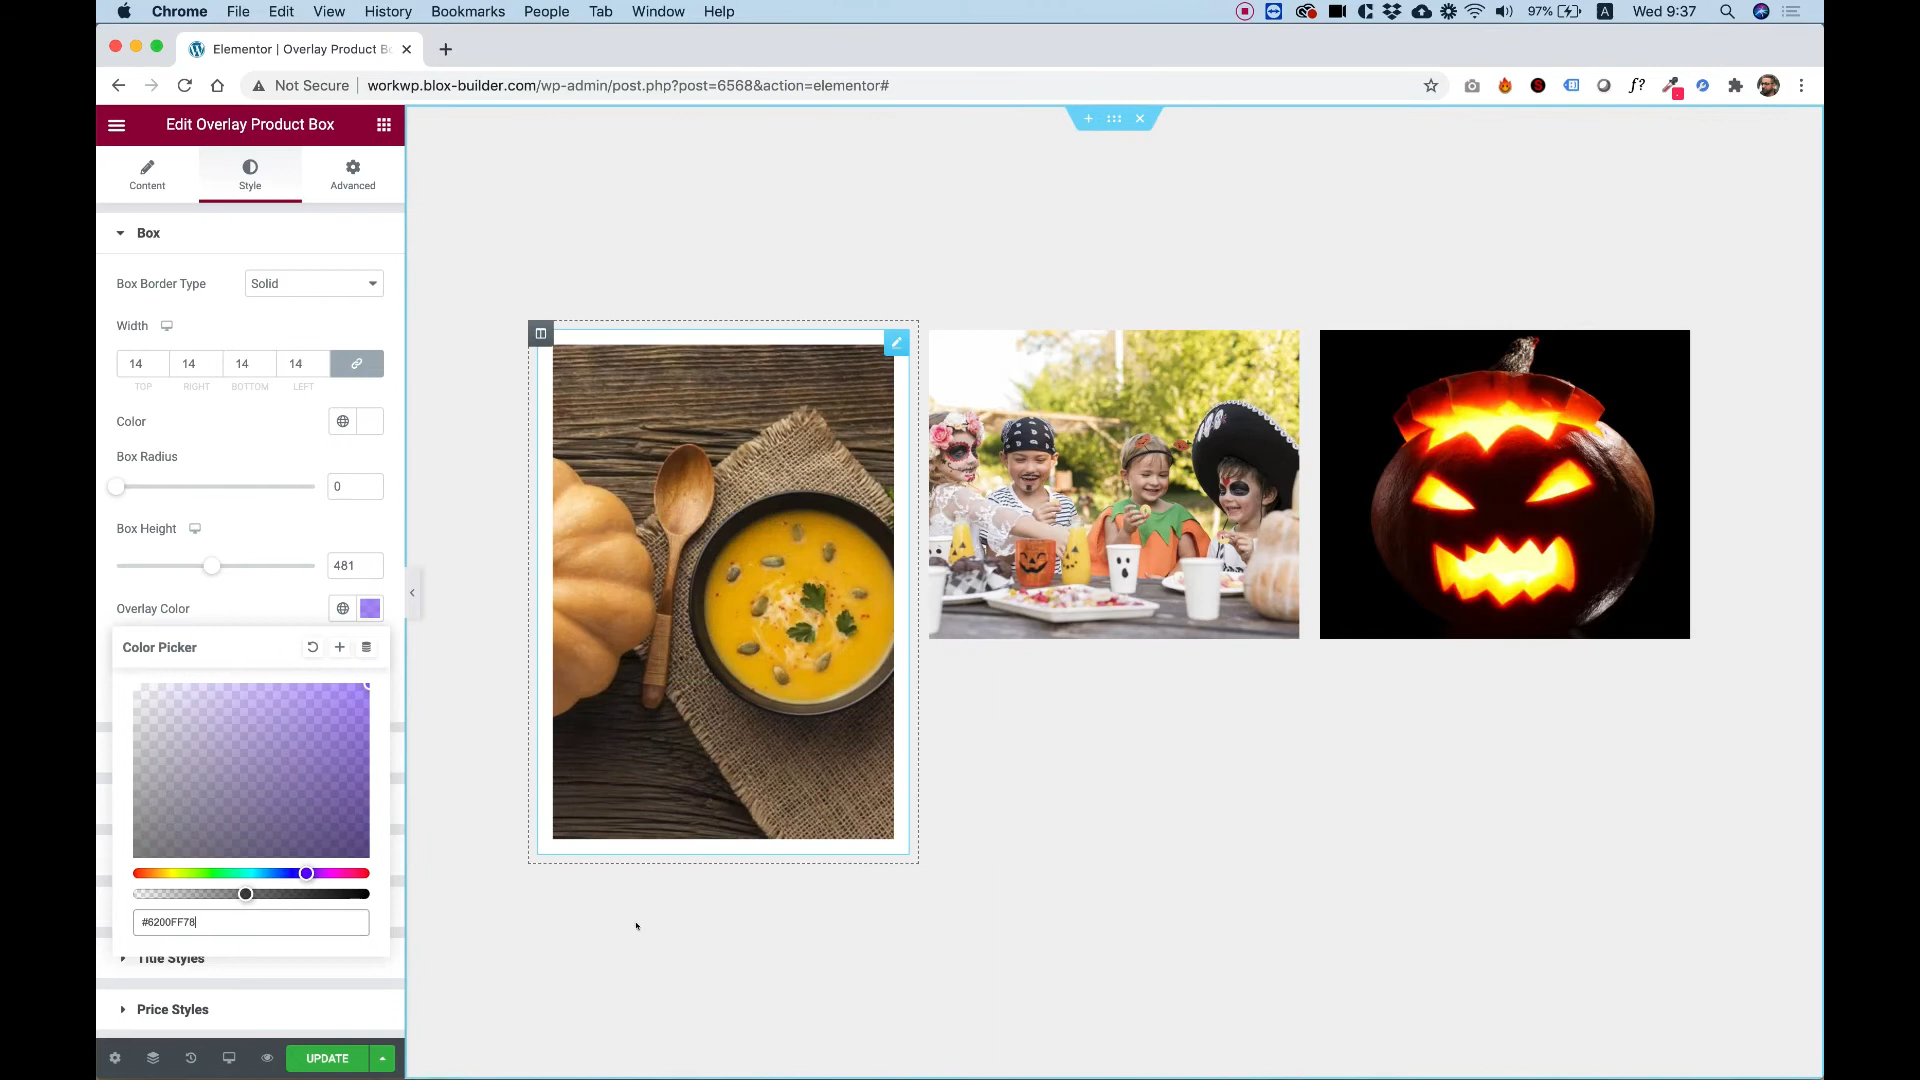 Chrome File Edit View History Bookmarks People Tab Window Help 97% A Wed 9:37
Elementor | Overlay Product Bo
Not Secure workwp.blox-builder.com/wp-admin/post.php?post=6568&action=elementor#
Edit Overlay Product Box
Content Style Advanced
Box
Box Border Type Solid
Width
14 14 14 14
TOP RIGHT BOTTOM LEFT
Color
Box Radius
0
Box Height
481
Overlay Color
Color Picker
#6200FF78
Title Styles
Price Styles
UPDATE